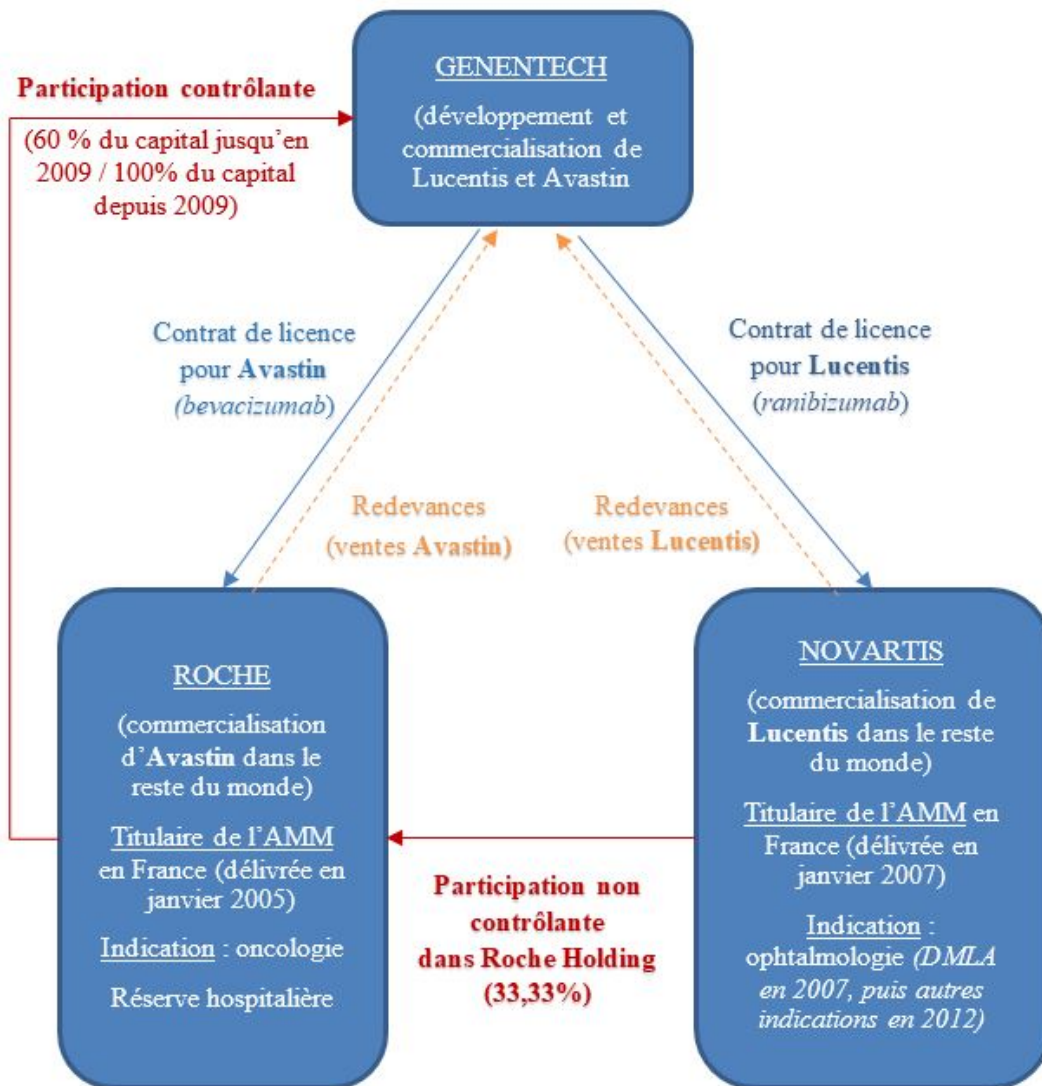 GENENTECH
(développement et
commercialisation de
Lucentis et Avastin
Participation contrôlante
(60 % du capital jusqu'en
2009 / 100% du capital
depuis 2009)
Contrat de licence
pour Avastin
(bevacizumab)
Contrat de licence
pour Lucentis
(ranibizumab)
Redevances
(ventes Avastin)
Redevances
(ventes Lucentis)
ROCHE
(commercialisation
d'Avastin dans le
reste du monde)
Titulaire de l'AMM
en France (délivrée en
janvier 2005)
Indication : oncologie
Réserve hospitalière
Participation non
contrôlante
dans Roche Holding
(33,33%)
NOVARTIS
(commercialisation de
Lucentis dans le reste
du monde)
Titulaire de l'AMM en
France (délivrée en
janvier 2007)
Indication :
ophtalmologie (DMLA
en 2007, puis autres
indications en 2012)